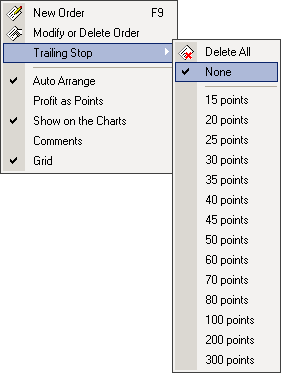 New Order F9
Modify or Delete Order
Trailing Stop
Auto Arrange
Profit as Points
Show on the Charts
Comments
Grid
Delete All
None
15 points
20 points
25 points
30 points
35 points
40 points
45 points
50 points
60 points
70 points
80 points
100 points
200 points
300 points